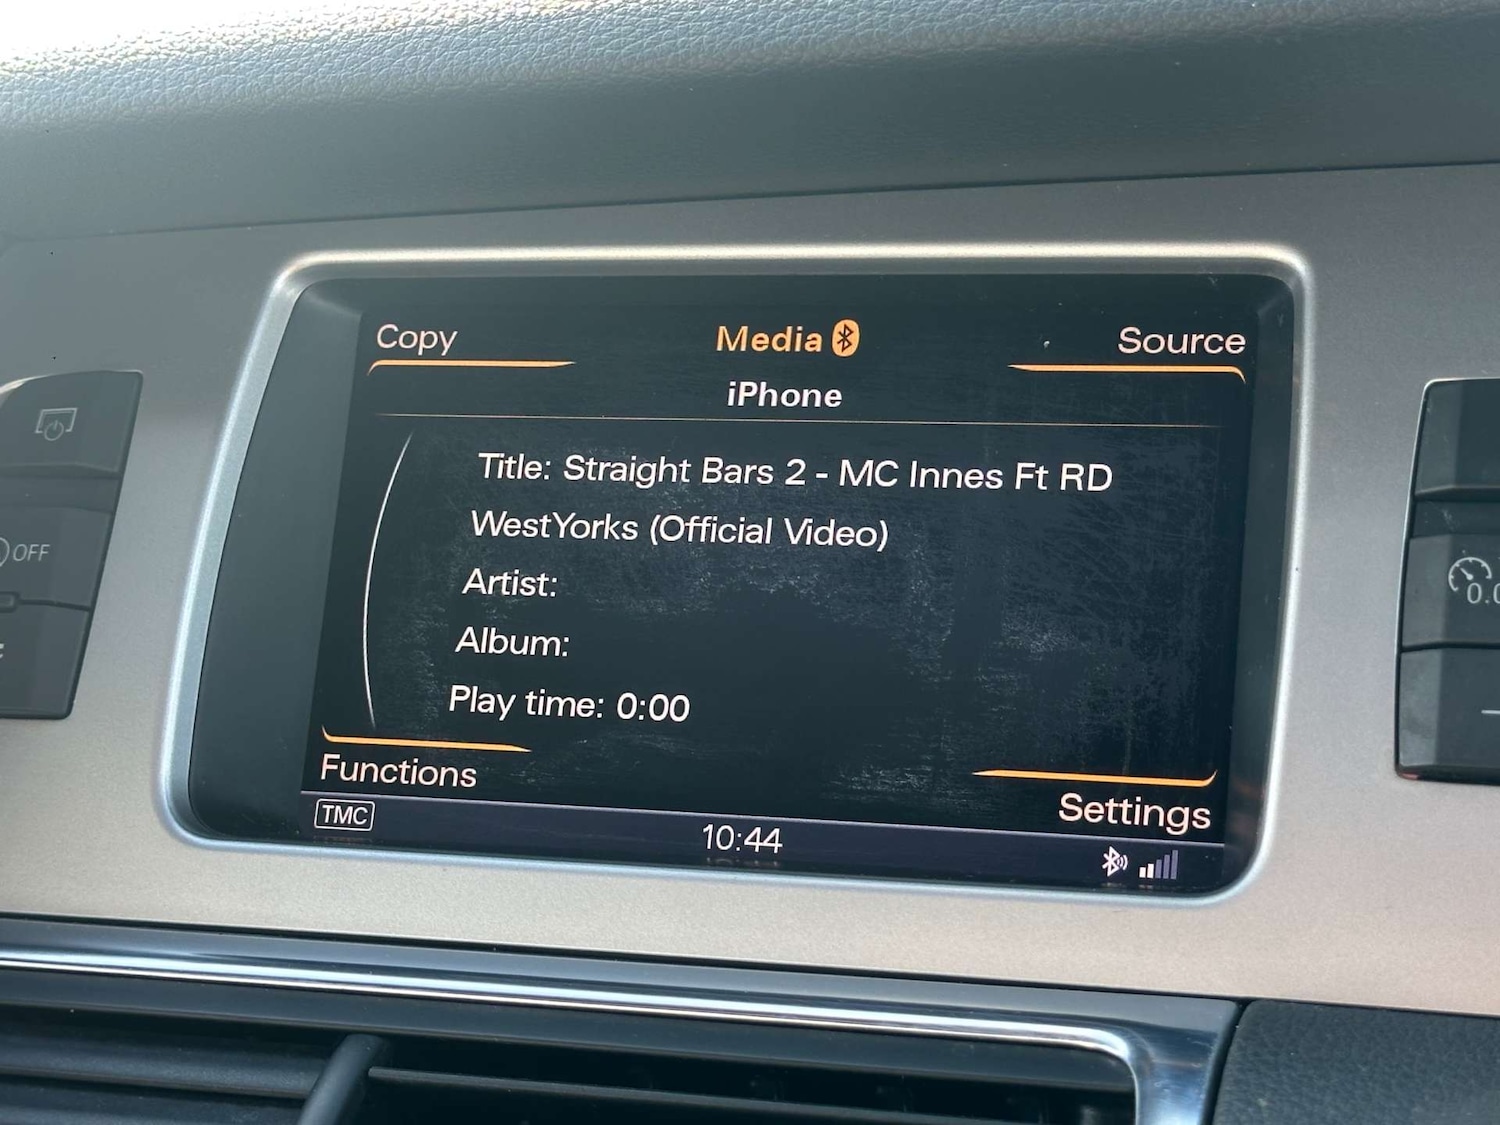 Copy
Media
Source
iPhone
Title: Straight Bars 2 - MC Innes Ft RD
WestYorks (Official Video)
Artist:
Album:
Play time: 0:00
Functions
Settings
TMC
10:44
OFF